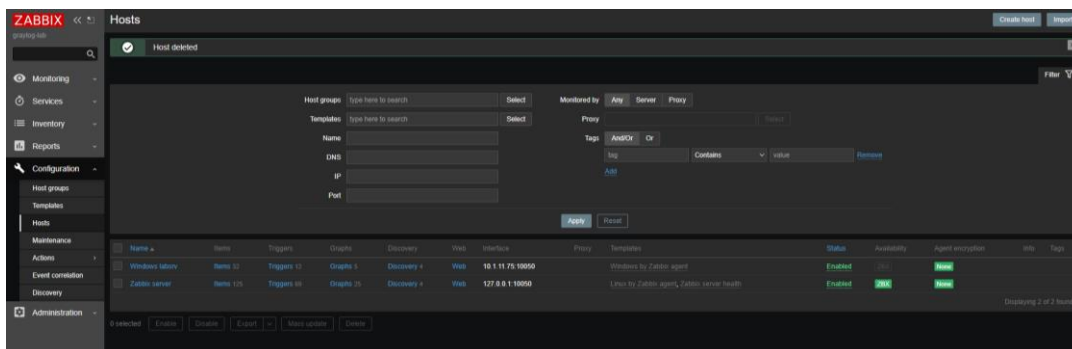 ZABBIX
Hosts
Create host
Import
graylog-lab
Host deleted
Filter
Monitoring
Services
Inventory
Reports
Configuration
Host groups
Templates
Hosts
Maintenance
Actions
Event correlation
Discovery
Administration
Host groups type here to search Select
Templates type here to search Select
Name
DNS
IP
Port
Monitored by Any Server Proxy
Proxy Select
Tags And/Or Or
tag Contains value Remove
Add
Apply Reset
Name Items Triggers Graphs Discovery Web Interface Proxy Templates Status Availability Agent encryption Info Tags
Windows Items 32 Triggers Graphs 5 Discovery 4 Web 10.1.11.75:10050 Windows by Zabbix agent Enabled ZBX None
Zabbix server Items 125 Triggers Graphs 25 Discovery 4 Web 127.0.0.1:10050 Linux by Zabbix agent, Zabbix server health Enabled ZBX None
Displaying 2 of 2 found
0 selected Enable Disable Export Mass update Delete